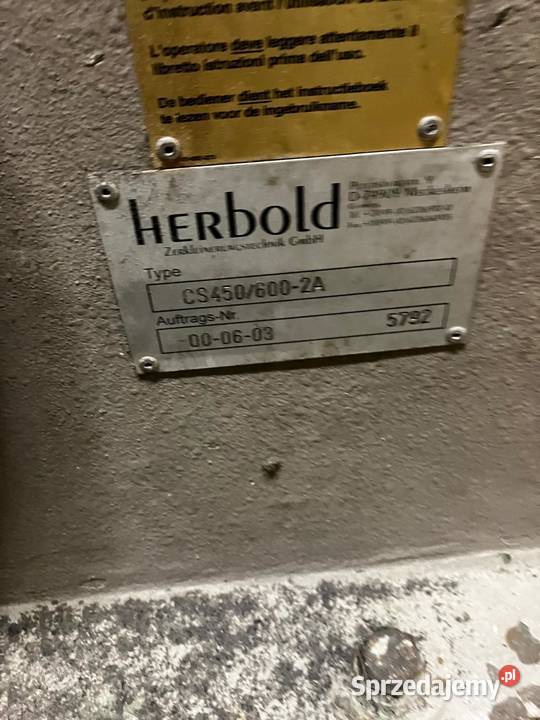 d'instruction avant l'utilisation
L'operatore deve leggere attentamente il
libretto istruzioni prima dell'uso.
De bediener dient het instructieboek
te lezen voor de ingebruikname.
HERbold
ZERKLEINERUNGSTECHNIK GmbH
Type
CS450/600-2A
Auftrags-Nr.
00-06-03 5792
Sprzedajemy.pl